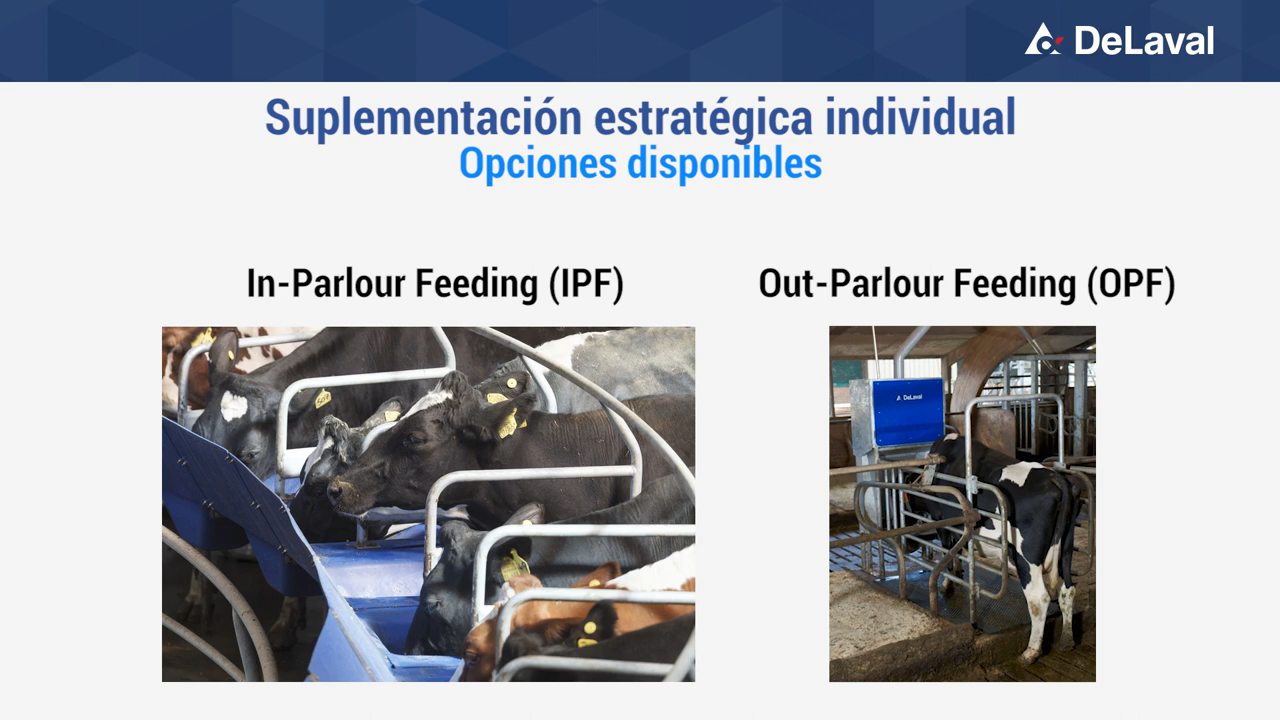 DeLaval
Suplementación estratégica individual
Opciones disponibles
In-Parlour Feeding (IPF)
Out-Parlour Feeding (OPF)
DeLaval